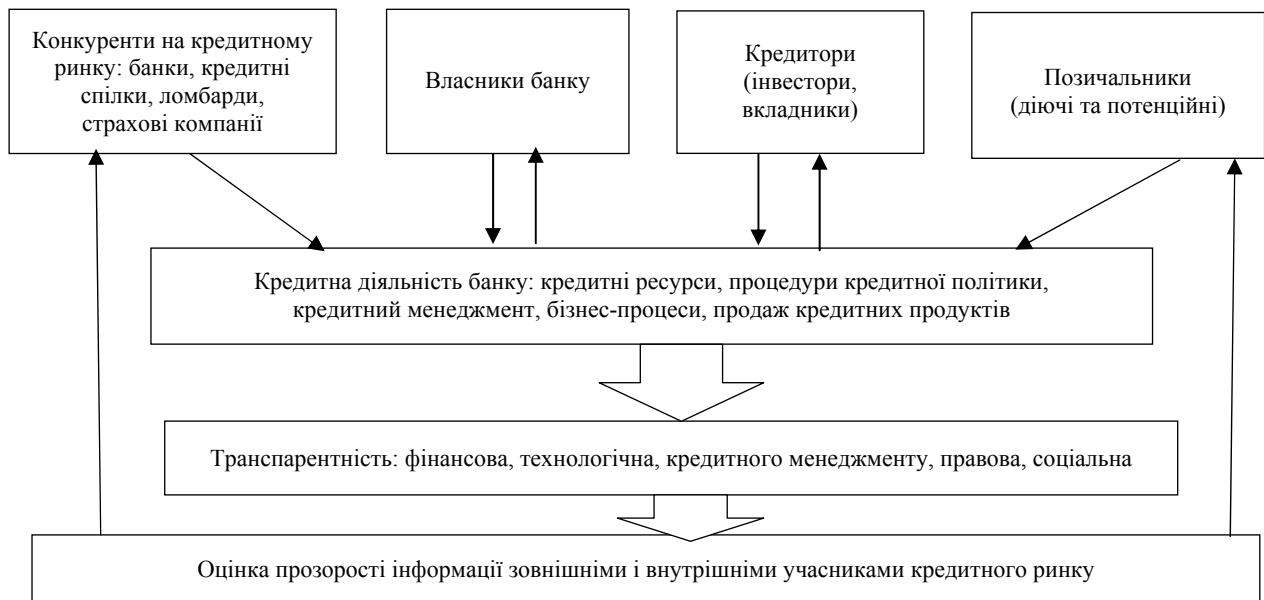 Конкуренти на кредитному
ринку: банки, кредитні
спілки, ломбарди,
страхові компанії
Власники банку
Кредитори
(інвестори,
вкладники)
Позичальники
(діючі та потенційні)
Кредитна діяльність банку: кредитні ресурси, процедури кредитної політики,
кредитний менеджмент, бізнес-процеси, продаж кредитних продуктів
Транспарентність: фінансова, технологічна, кредитного менеджменту, правова, соціальна
Оцінка прозорості інформації зовнішніми і внутрішніми учасниками кредитного ринку